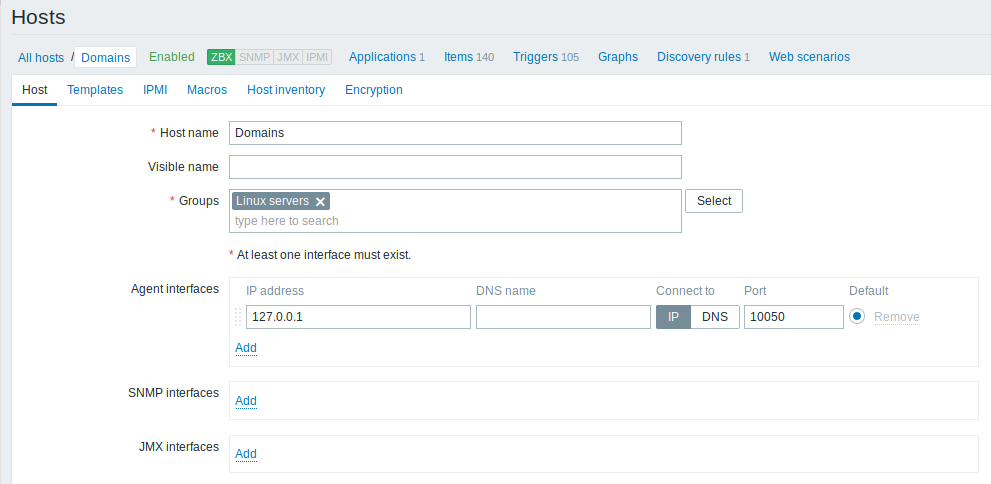 Hosts
All hosts / Domains Enabled ZBX SNMP JMX IPMI Applications 1 Items 140 Triggers 105 Graphs Discovery rules 1 Web scenarios
Host Templates IPMI Macros Host inventory Encryption
* Host name Domains
Visible name
* Groups Linux servers Select
type here to search
* At least one interface must exist.
Agent interfaces IP address DNS name Connect to Port Default
127.0.0.1 IP DNS 10050 Remove
Add
SNMP interfaces Add
JMX interfaces Add